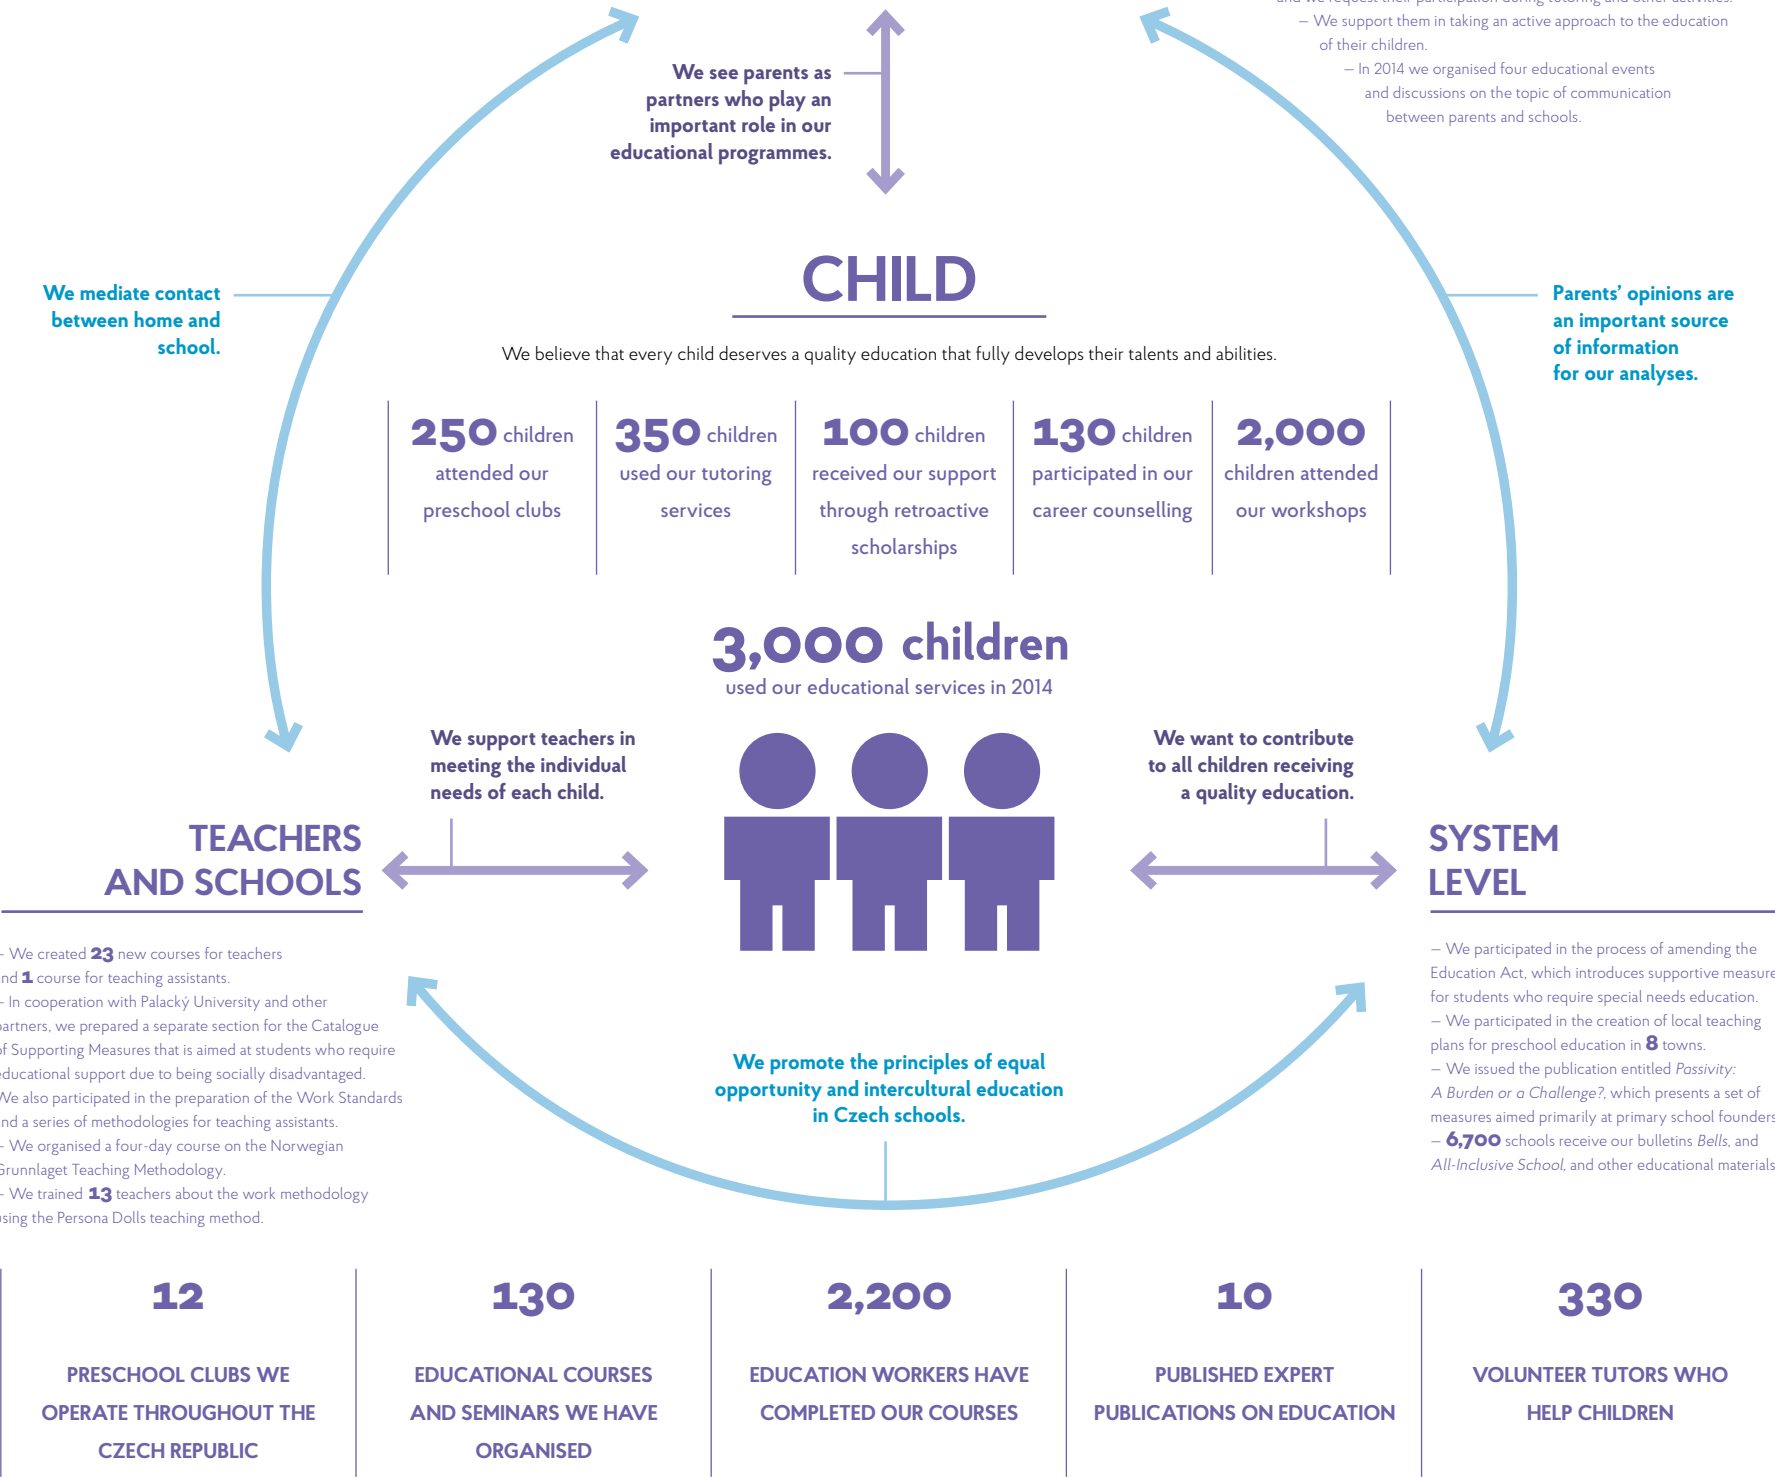 and we request their participation during tutoring and other activities.
– We support them in taking an active approach to the education
of their children.
– In 2014 we organised four educational events
and discussions on the topic of communication
between parents and schools.
We see parents as
partners who play an
important role in our
educational programmes.
We mediate contact
between home and
school.
Parents’ opinions are
an important source
of information
for our analyses.
CHILD
We believe that every child deserves a quality education that fully develops their talents and abilities.
250 children
attended our
preschool clubs
350 children
used our tutoring
services
100 children
received our support
through retroactive
scholarships
130 children
participated in our
career counselling
2,000
children attended
our workshops
3,000 children
used our educational services in 2014
We support teachers in
meeting the individual
needs of each child.
We want to contribute
to all children receiving
a quality education.
TEACHERS
AND SCHOOLS
– We created 23 new courses for teachers
and 1 course for teaching assistants.
– In cooperation with Palacký University and other
partners, we prepared a separate section for the Catalogue
of Supporting Measures that is aimed at students who require
educational support due to being socially disadvantaged.
We also participated in the preparation of the Work Standards
and a series of methodologies for teaching assistants.
– We organised a four-day course on the Norwegian
Grunnlaget Teaching Methodology.
– We trained 13 teachers about the work methodology
using the Persona Dolls teaching method.
SYSTEM
LEVEL
– We participated in the process of amending the
Education Act, which introduces supportive measure
for students who require special needs education.
– We participated in the creation of local teaching
plans for preschool education in 8 towns.
– We issued the publication entitled Passivity:
A Burden or a Challenge?, which presents a set of
measures aimed primarily at primary school founders
– 6,700 schools receive our bulletins Bells, and
All-Inclusive School, and other educational materials
We promote the principles of equal
opportunity and intercultural education
in Czech schools.
12
PRESCHOOL CLUBS WE
OPERATE THROUGHOUT THE
CZECH REPUBLIC
130
EDUCATIONAL COURSES
AND SEMINARS WE HAVE
ORGANISED
2,200
EDUCATION WORKERS HAVE
COMPLETED OUR COURSES
10
PUBLISHED EXPERT
PUBLICATIONS ON EDUCATION
330
VOLUNTEER TUTORS WHO
HELP CHILDREN